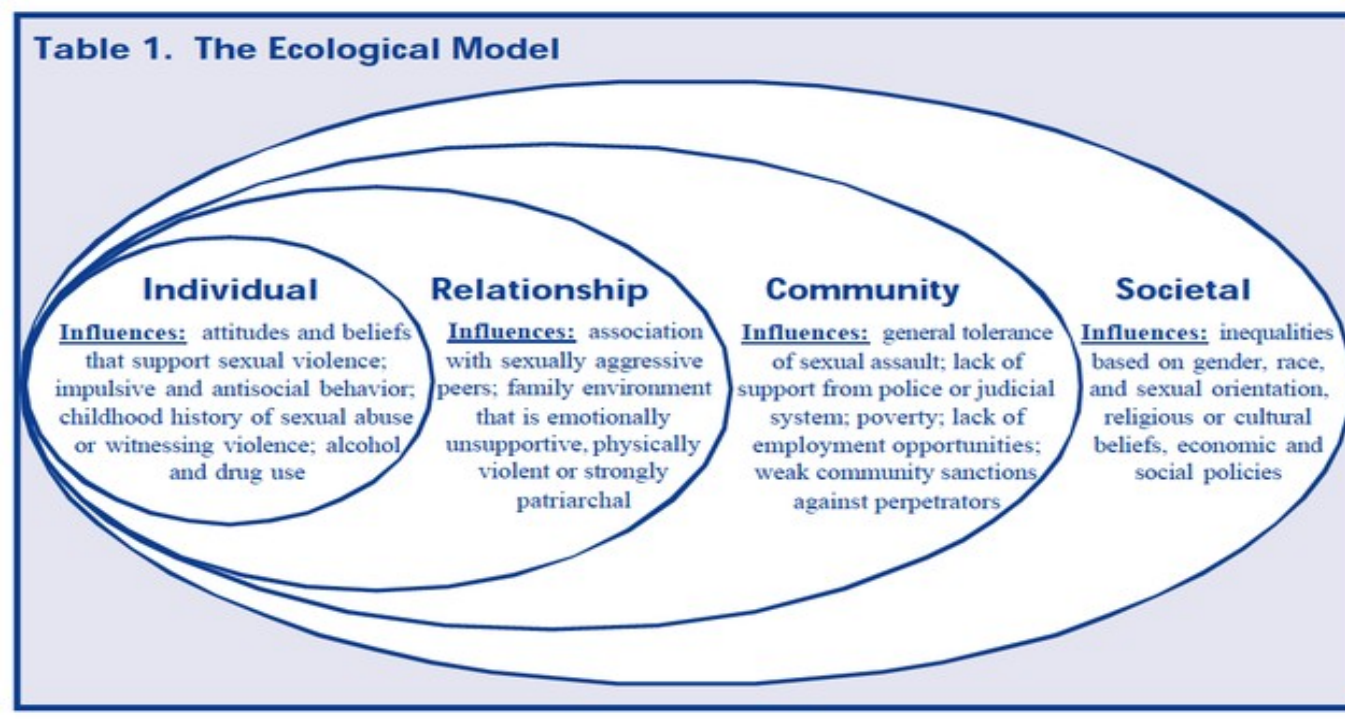 Table 1. The Ecological Model
Individual
Influences: attitudes and beliefs
that support sexual violence;
impulsive and antisocial behavior;
childhood history of sexual abuse
or witnessing violence; alcohol
and drug use
Relationship
Influences: association
with sexually aggressive
peers; family environment
that is emotionally
unsupportive, physically
violent or strongly
patriarchal
Community
Influences: general tolerance
of sexual assault; lack of
support from police or judicial
system; poverty; lack of
employment opportunities;
weak community sanctions
against perpetrators
Societal
Influences: inequalities
based on gender, race,
and sexual orientation,
religious or cultural
beliefs, economic and
social policies